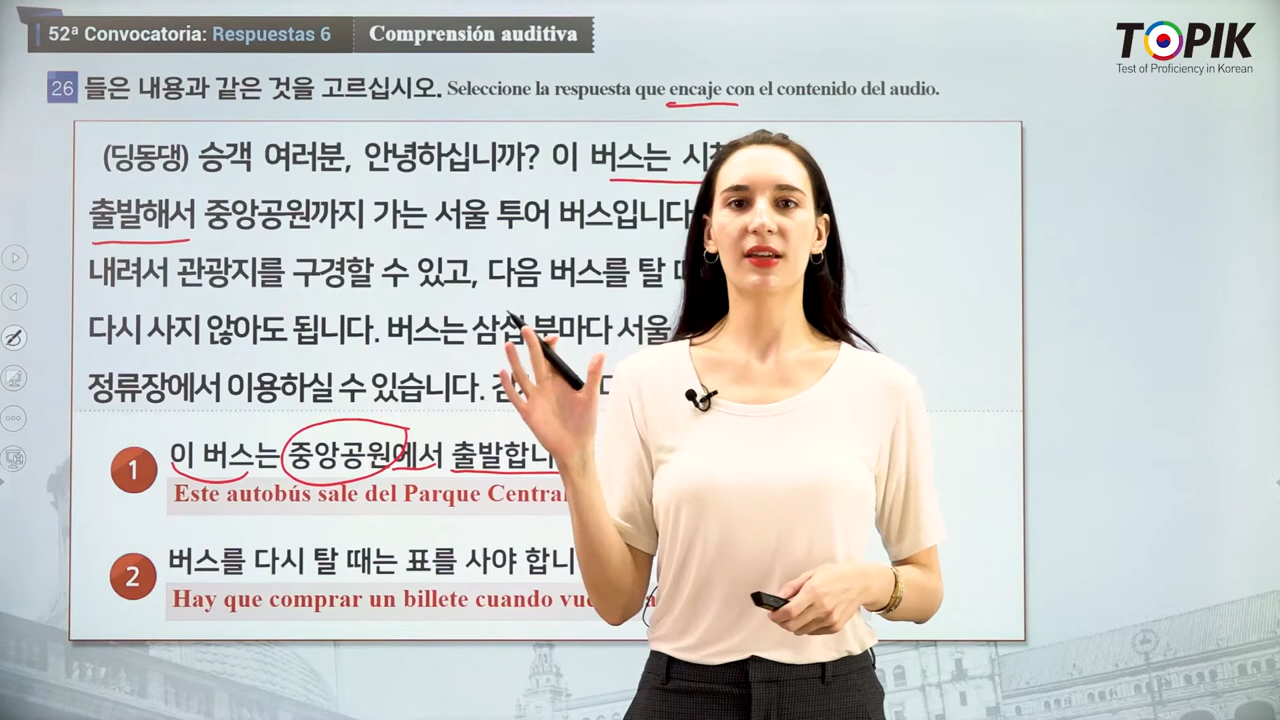 52ª Convocatoria: Respuestas 6 Comprensión auditiva
TOPIK
Test of Proficiency in Korean
26 들은 내용과 같은 것을 고르십시오. Seleccione la respuesta que encaje con el contenido del audio.
(딩동댕) 승객 여러분, 안녕하십니까? 이 버스는
출발해서 중앙공원까지 가는 서울 투어 버스입니다
내려서 관광지를 구경할 수 있고, 다음 버스를 탈
다시 사지 않아도 됩니다. 버스는 삼십 분마다 서울
정류장에서 이용하실 수 있습니다.
1 이 버스는 중앙공원에서 출발합니
Este autobús sale del Parque Central
2 버스를 다시 탈 때는 표를 사야 합니
Hay que comprar un billete cuando